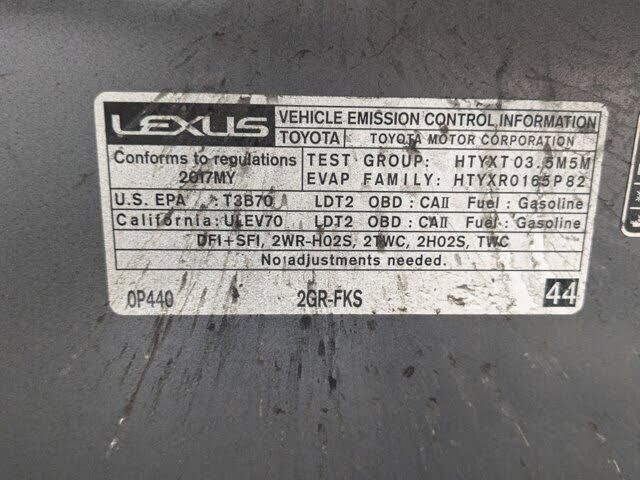 LEXUS
VEHICLE EMISSION CONTROL INFORMATION
TOYOTA TOYOTA MOTOR CORPORATION
Conforms to regulations
2017MY
TEST GROUP: HTYXT03.5M5M
EVAP FAMILY: HTYXR0165P82
U.S. EPA : T3B70 LDT2 OBD : CAII Fuel : Gasoline
California: ULEV70 LDT2 OBD : CAII Fuel : Gasoline
DFI+SFI, 2WR-HO2S, 2TWC, 2HO2S, TWC
No adjustments needed.
0P440 2GR-FKS 44